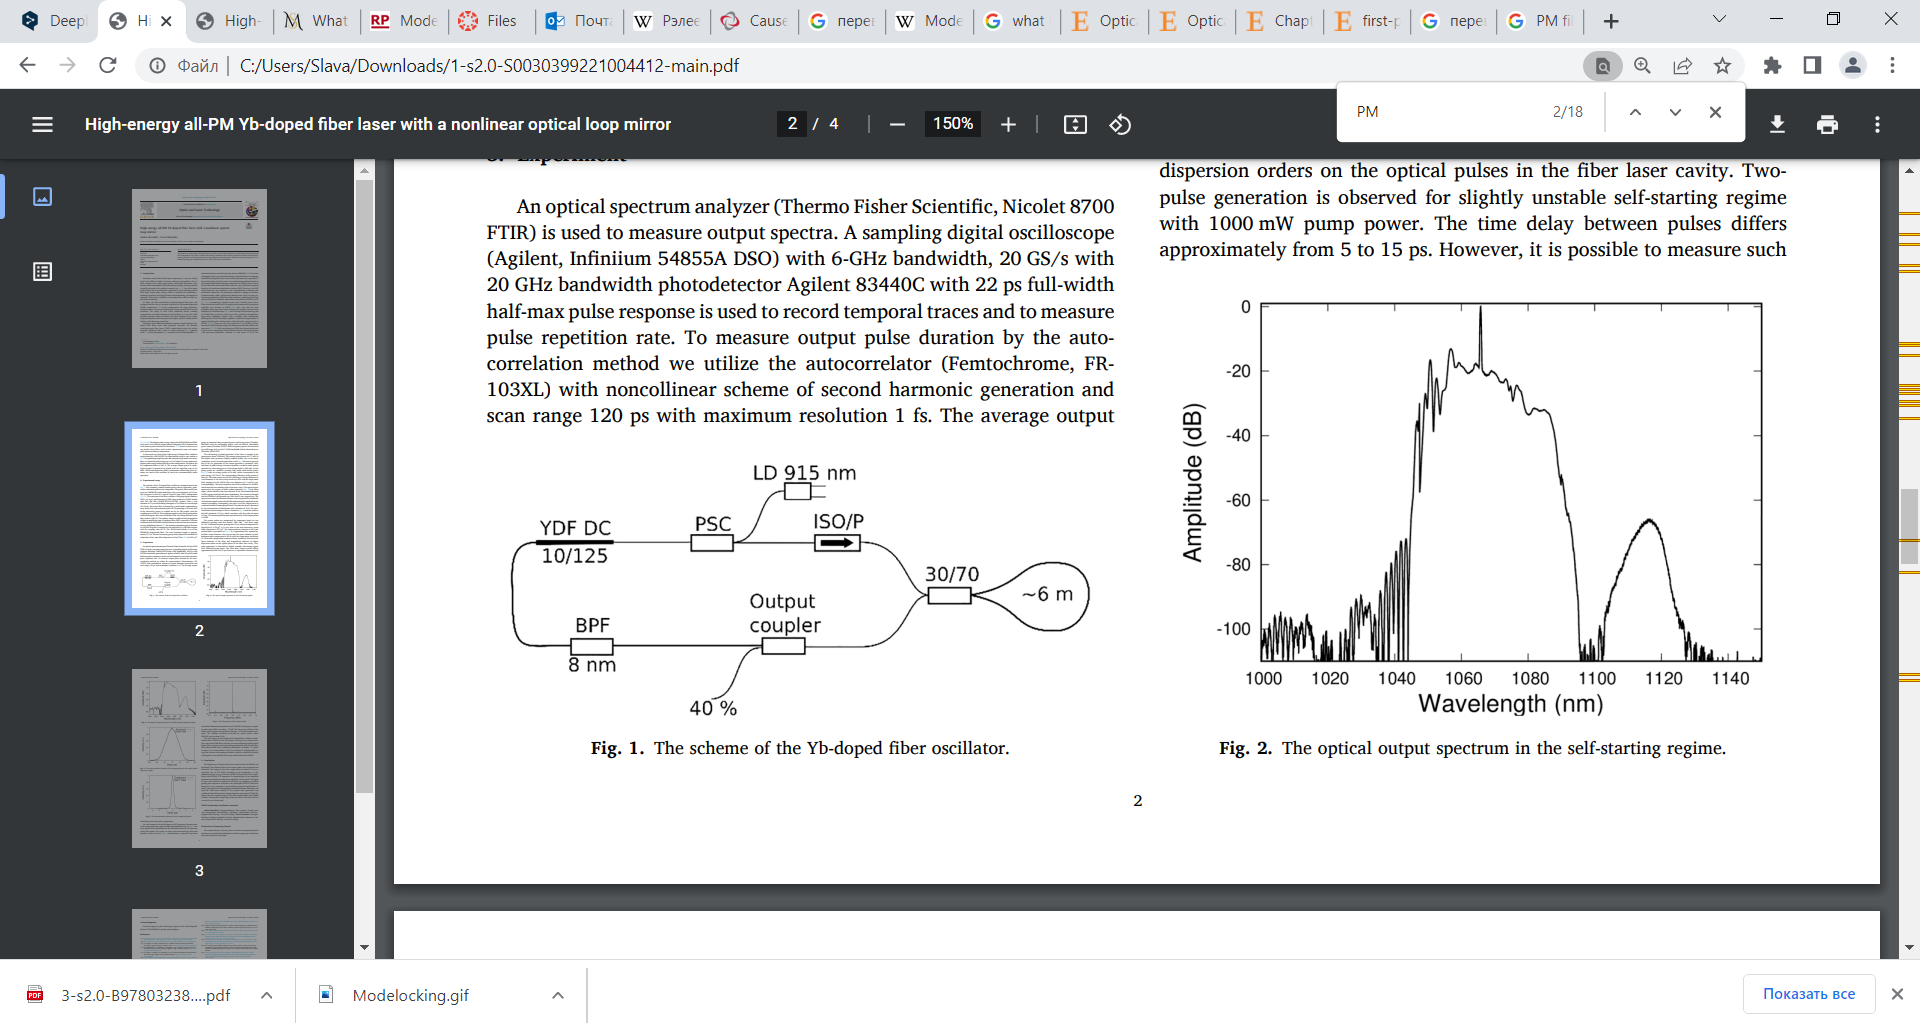 Deepl
Hi
High-
What
Mode
Files
Почта
Рэлее
Cause
перев
Mode
what
Optic
Optic
Chapt
first-p
перев
PM fi
Файл
C:/Users/Slava/Downloads/1-s2.0-S0030399221004412-main.pdf
High-energy all-PM Yb-doped fiber laser with a nonlinear optical loop mirror
2 / 4
150%
PM
2/18
1
2
3
An optical spectrum analyzer (Thermo Fisher Scientific, Nicolet 8700
FTIR) is used to measure output spectra. A sampling digital oscilloscope
(Agilent, Infiniium 54855A DSO) with 6-GHz bandwidth, 20 GS/s with
20 GHz bandwidth photodetector Agilent 83440C with 22 ps full-width
half-max pulse response is used to record temporal traces and to measure
pulse repetition rate. To measure output pulse duration by the auto-
correlation method we utilize the autocorrelator (Femtochrome, FR-
103XL) with noncollinear scheme of second harmonic generation and
scan range 120 ps with maximum resolution 1 fs. The average output
LD 915 nm
YDF DC
10/125
PSC
ISO/P
30/70
~6 m
Output
coupler
BPF
8 nm
40 %
Fig. 1. The scheme of the Yb-doped fiber oscillator.
dispersion orders on the optical pulses in the fiber laser cavity. Two-
pulse generation is observed for slightly unstable self-starting regime
with 1000 mW pump power. The time delay between pulses differs
approximately from 5 to 15 ps. However, it is possible to measure such
0
-20
-40
-60
-80
-100
Amplitude (dB)
1000 1020 1040 1060 1080 1100 1120 1140
Wavelength (nm)
Fig. 2. The optical output spectrum in the self-starting regime.
2
3-s2.0-B97803238....pdf
Modelocking.gif
Показать все